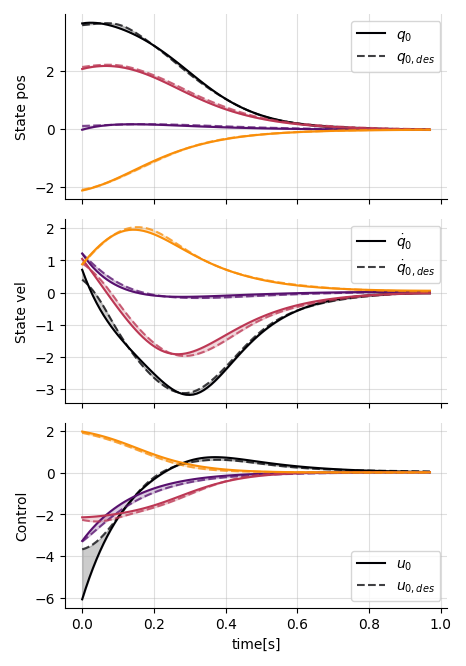 State pos
2
0
−2
q₀
q₀,des
State vel
2
1
0
−1
−2
−3
q̇₀
q̇₀,des
Control
2
0
−2
−4
−6
u₀
u₀,des
0.0 0.2 0.4 0.6 0.8 1.0
time[s]